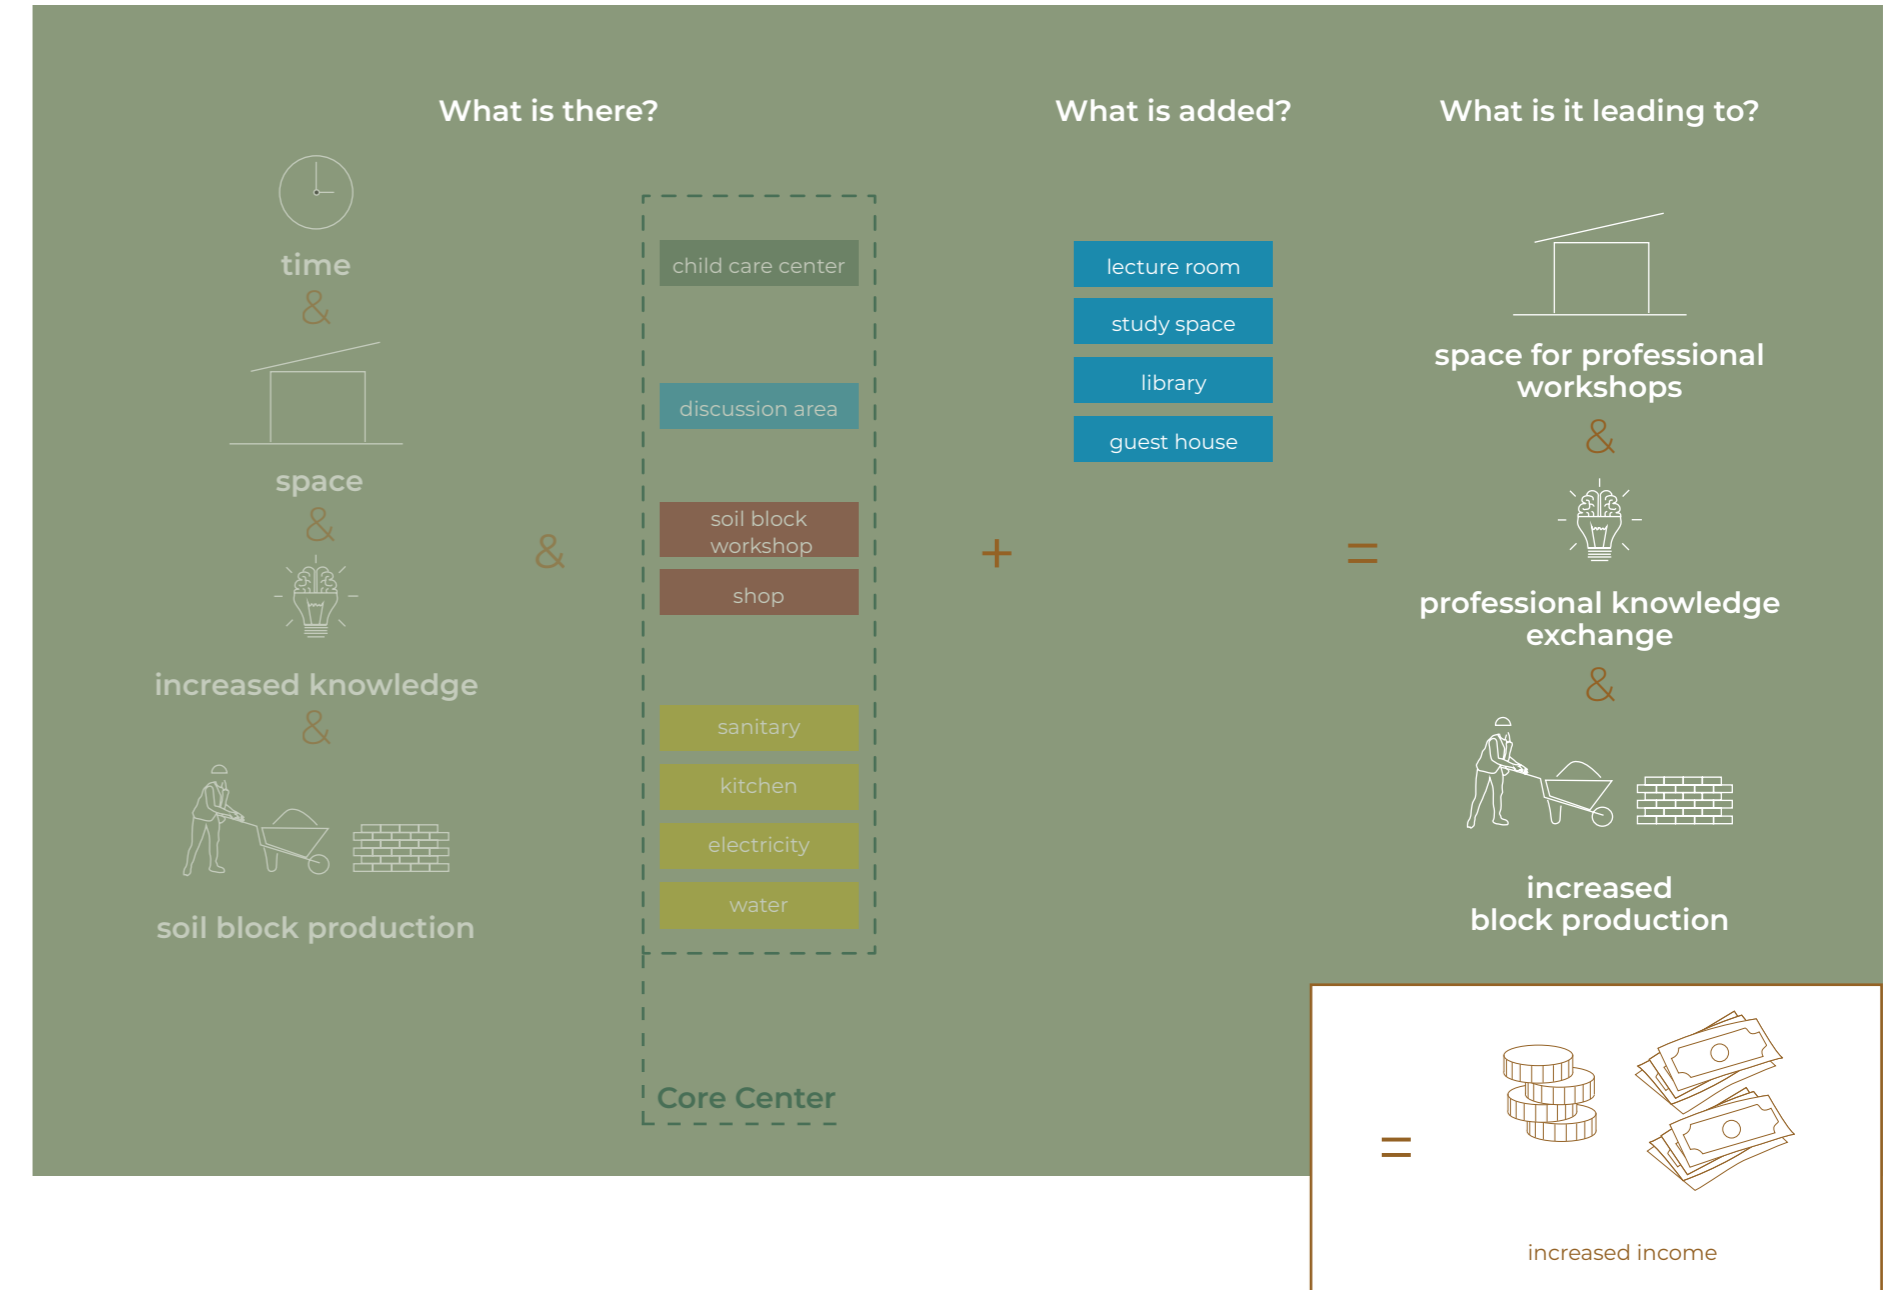 What is there?
time
&
space
&
increased knowledge
&
soil block production
&
child care center
discussion area
soil block
workshop
shop
sanitary
kitchen
electricity
water
Core Center
+
What is added?
lecture room
study space
library
guest house
=
What is it leading to?
space for professional
workshops
&
professional knowledge
exchange
&
increased
block production
=
increased income